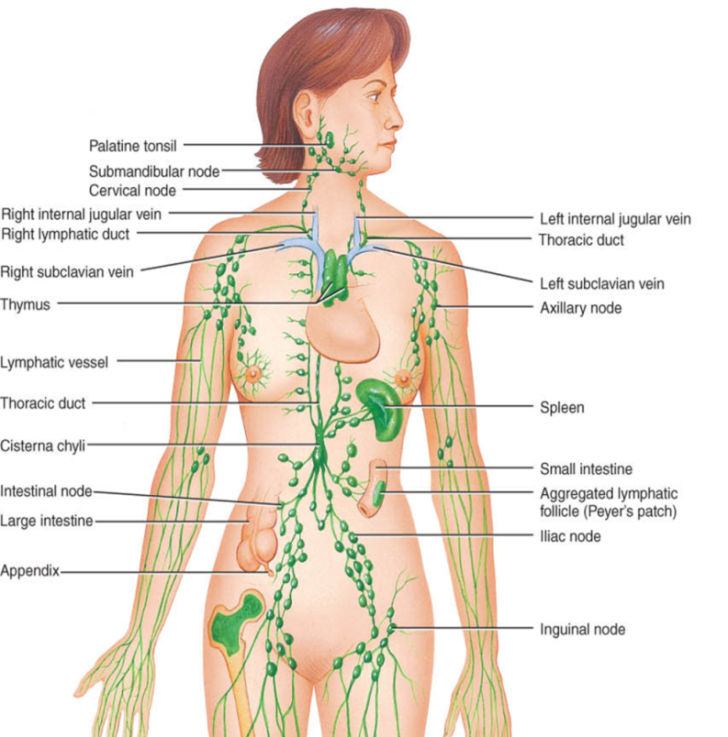 Palatine tonsil
Submandibular node
Cervical node
Right internal jugular vein
Right lymphatic duct
Right subclavian vein
Thymus
Lymphatic vessel
Thoracic duct
Cisterna chyli
Intestinal node
Large intestine
Appendix
Left internal jugular vein
Thoracic duct
Left subclavian vein
Axillary node
Spleen
Small intestine
Aggregated lymphatic
follicle (Peyer's patch)
Iliac node
Inguinal node